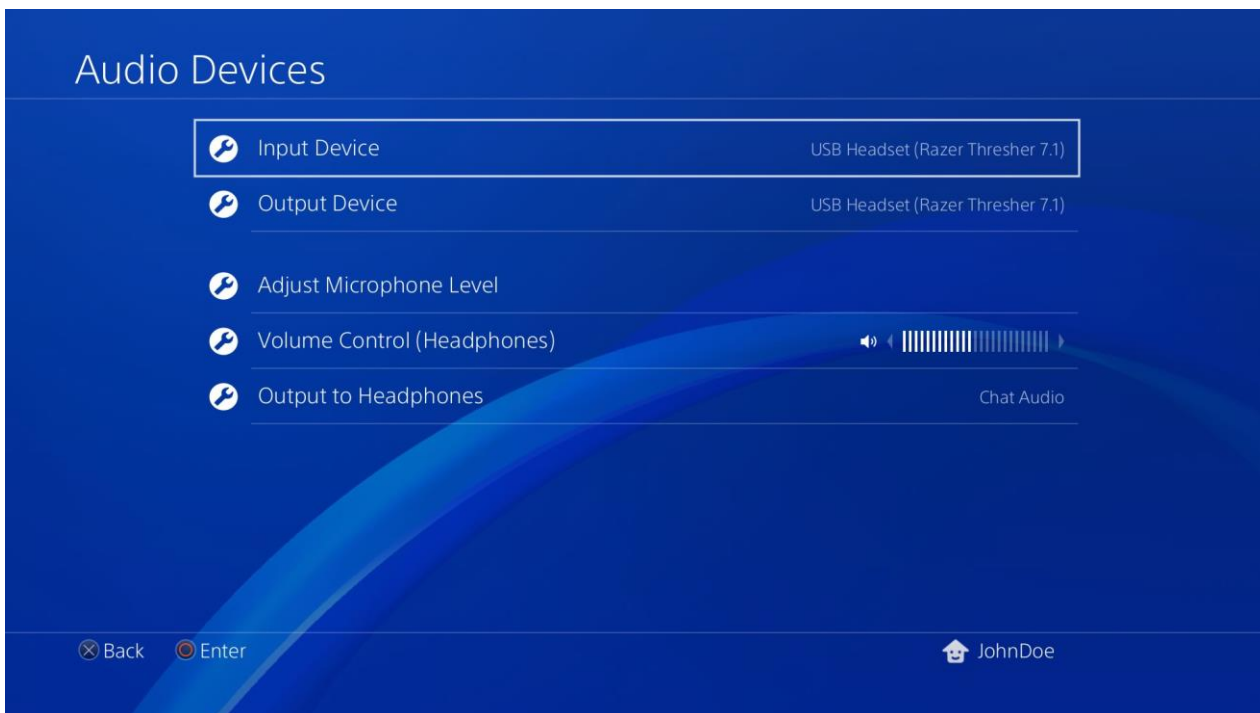 Audio Devices
Input Device USB Headset (Razer Thresher 7.1)
Output Device USB Headset (Razer Thresher 7.1)
Adjust Microphone Level
Volume Control (Headphones)
Output to Headphones Chat Audio
Back Enter JohnDoe